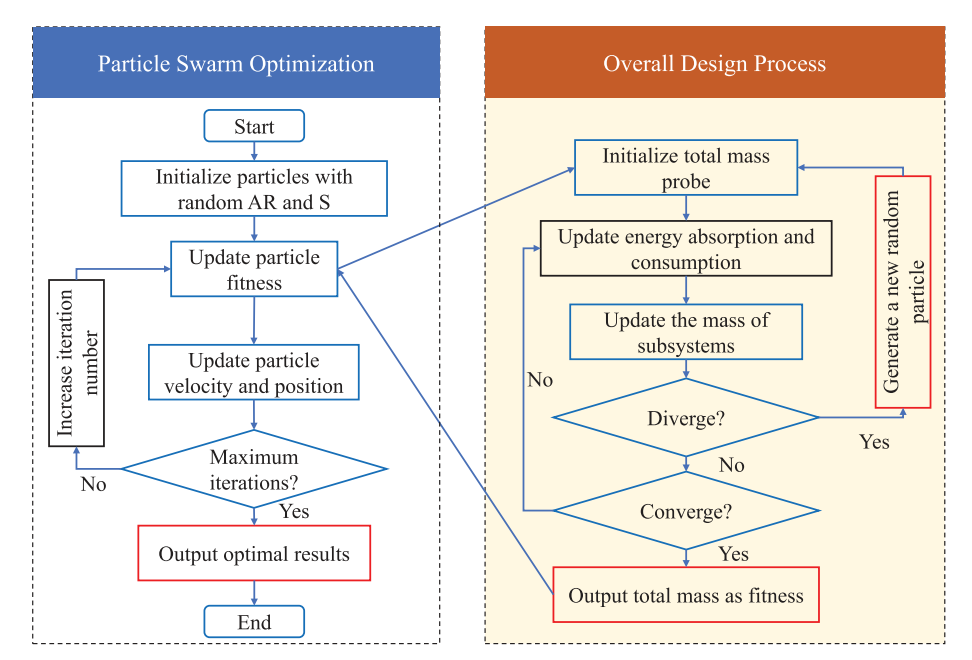 Particle Swarm Optimization
Start
Initialize particles with
random AR and S
Update particle
fitness
Increase iteration
number
Update particle
velocity and position
Maximum
iterations?
No
Yes
Output optimal results
End
Overall Design Process
Initialize total mass
probe
Update energy absorption and
consumption
Generate a new random
particle
Update the mass of
subsystems
No
Diverge?
Yes
No
Converge?
Yes
Output total mass as fitness